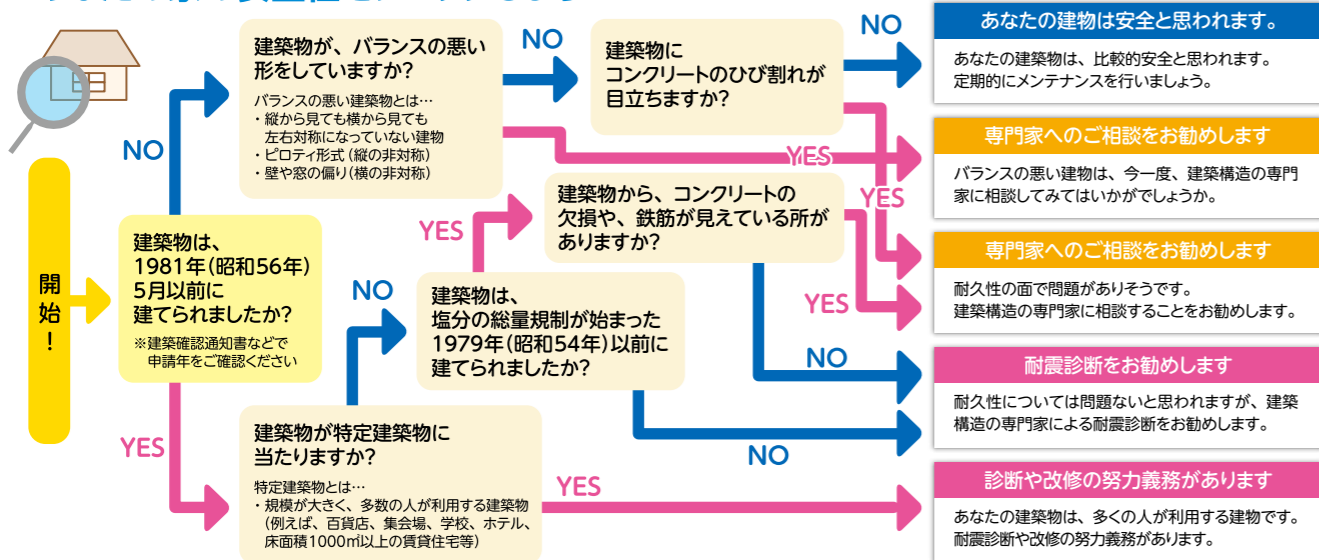 開始！
建築物は、
1981年(昭和56年)
5月以前に
建てられましたか?
※建築確認通知書などで
申請年をご確認ください
NO
建築物が、バランスの悪い
形をしていますか?
バランスの悪い建築物とは…
・縦から見ても横から見ても
左右対称になっていない建物
・ピロティ形式(縦の非対称)
・壁や窓の偏り(横の非対称)
NO
建築物に
コンクリートのひび割れが
目立ちますか?
NO
YES
YES
YES
建築物が特定建築物に
当たりますか?
特定建築物とは…
・規模が大きく、多数の人が利用する建築物
(例えば、百貨店、集会場、学校、ホテル、
床面積1000㎡以上の賃貸住宅等)
NO
建築物は、
塩分の総量規制が始まった
1979年(昭和54年)以前に
建てられましたか?
YES
建築物から、コンクリートの
欠損や、鉄筋が見えている所が
ありますか?
YES
NO
NO
YES
あなたの建物は安全と思われます。
あなたの建築物は、比較的安全と思われます。
定期的にメンテナンスを行いましょう。
専門家へのご相談をお勧めします
バランスの悪い建物は、今一度、建築構造の専門
家に相談してみてはいかがでしょうか。
専門家へのご相談をお勧めします
耐久性の面で問題がありそうです。
建築構造の専門家に相談することをお勧めします。
耐震診断をお勧めします
耐久性については問題ないと思われますが、建築
構造の専門家による耐震診断をお勧めします。
診断や改修の努力義務があります
あなたの建築物は、多くの人が利用する建物です。
耐震診断や改修の努力義務があります。